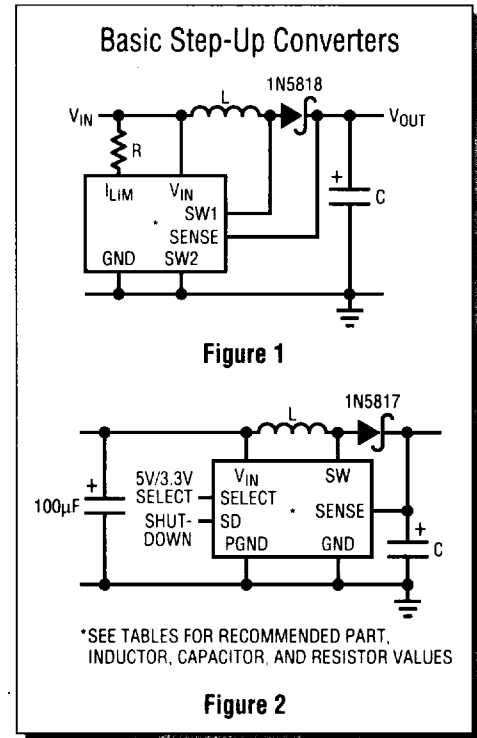 Basic Step-Up Converters
1N5818
L
VIN
VOUT
R
+
C
ILIM
VIN
*
SW1
SENSE
GND
SW2
Figure 1
1N5817
L
5V/3.3V
SELECT
VIN
SW
100µF
+
SELECT
*
SENSE
SHUT-
DOWN
SD
+
C
PGND
GND
*SEE TABLES FOR RECOMMENDED PART,
INDUCTOR, CAPACITOR, AND RESISTOR VALUES
Figure 2